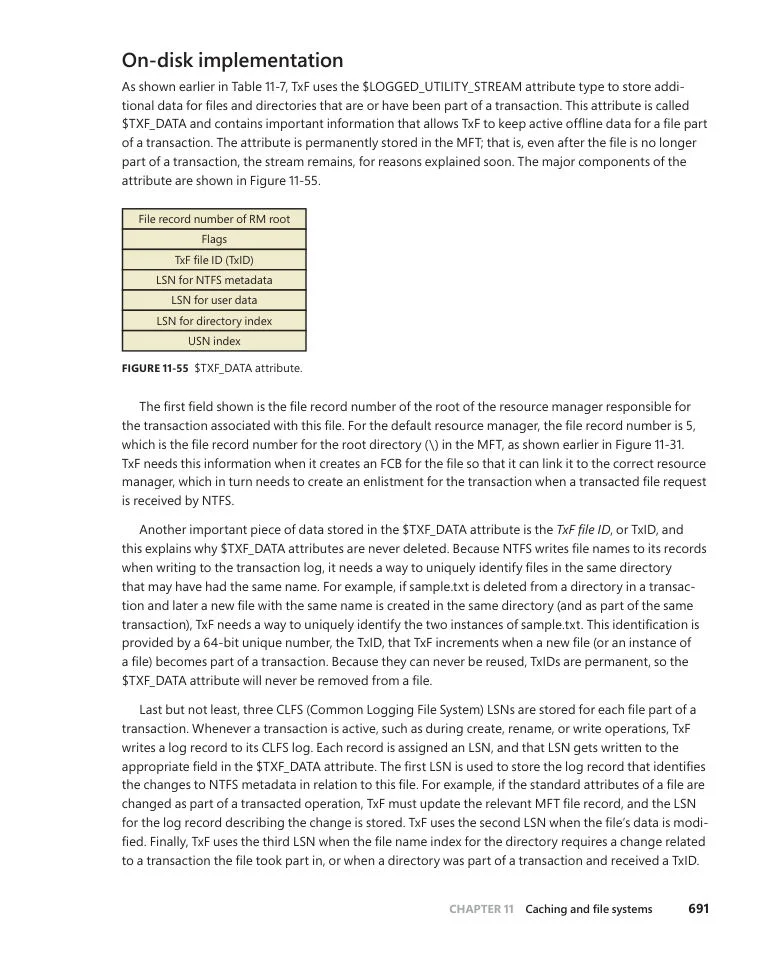 On-disk implementation
As shown earlier in Table 11-7, TxF uses the $LOGGED_UTILITY_STREAM attribute type to store addi-
tional data for files and directories that are or have been part of a transaction. This attribute is called
$TXF_DATA and contains important information that allows TxF to keep active offline data for a file part
of a transaction. The attribute is permanently stored in the MFT; that is, even after the file is no longer
part of a transaction, the stream remains, for reasons explained soon. The major components of the
attribute are shown in Figure 11-55.
File record number of RM root
Flags
TxF file ID (TxID)
LSN for NTFS metadata
LSN for user data
LSN for directory index
USN index
FIGURE 11-55 $TXF_DATA attribute.
The first field shown is the file record number of the root of the resource manager responsible for
the transaction associated with this file. For the default resource manager, the file record number is 5,
which is the file record number for the root directory (\) in the MFT, as shown earlier in Figure 11-31.
TxF needs this information when it creates an FCB for the file so that it can link it to the correct resource
manager, which in turn needs to create an enlistment for the transaction when a transacted file request
is received by NTFS.
Another important piece of data stored in the $TXF_DATA attribute is the TxF file ID, or TxID, and
this explains why $TXF_DATA attributes are never deleted. Because NTFS writes file names to its records
when writing to the transaction log, it needs a way to uniquely identify files in the same directory
that may have had the same name. For example, if sample.txt is deleted from a directory in a transac-
tion and later a new file with the same name is created in the same directory (and as part of the same
transaction), TxF needs a way to uniquely identify the two instances of sample.txt. This identification is
provided by a 64-bit unique number, the TxID, that TxF increments when a new file (or an instance of
a file) becomes part of a transaction. Because they can never be reused, TxIDs are permanent, so the
$TXF_DATA attribute will never be removed from a file.
Last but not least, three CLFS (Common Logging File System) LSNs are stored for each file part of a
transaction. Whenever a transaction is active, such as during create, rename, or write operations, TxF
writes a log record to its CLFS log. Each record is assigned an LSN, and that LSN gets written to the
appropriate field in the $TXF_DATA attribute. The first LSN is used to store the log record that identifies
the changes to NTFS metadata in relation to this file. For example, if the standard attributes of a file are
changed as part of a transacted operation, TxF must update the relevant MFT file record, and the LSN
for the log record describing the change is stored. TxF uses the second LSN when the file's data is modi-
fied. Finally, TxF uses the third LSN when the file name index for the directory requires a change related
to a transaction the file took part in, or when a directory was part of a transaction and received a TxID.
CHAPTER 11 Caching and file systems 691